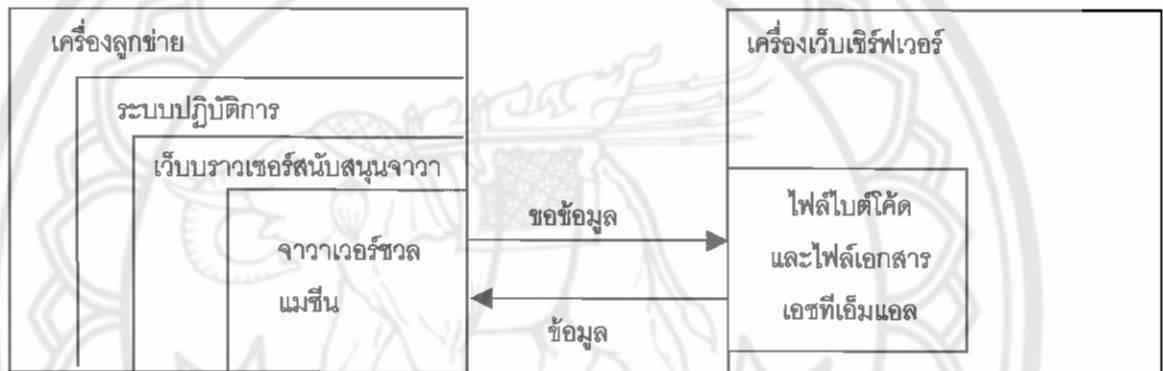 เครื่องลูกข่าย
ระบบปฏิบัติการ
เว็บบราวเซอร์สนับสนุนจาวา
จาวาเวอร์ชวล
แมชีน
ขอข้อมูล
ข้อมูล
เครื่องเว็บเซิร์ฟเวอร์
ไฟล์ไบต์โค้ด
และไฟล์เอกสาร
เอชทีเอ็มแอล